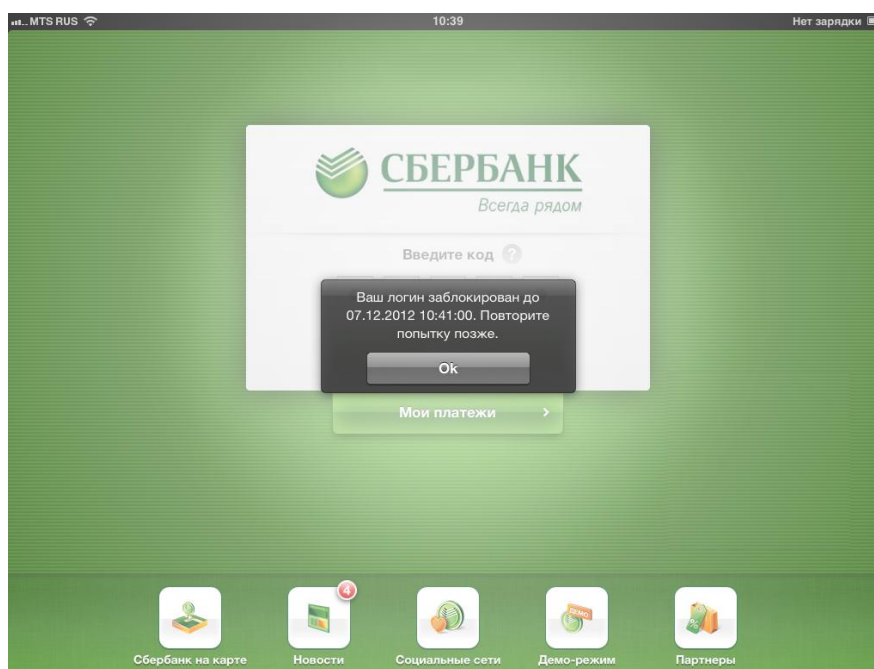 MTS RUS
10:39
Нет зарядки
СБЕРБАНК
Всегда рядом
Введите код ?
Ваш логин заблокирован до
07.12.2012 10:41:00. Повторите
попытку позже.
Ok
Мои платежи
4
ДЕМО
%
Сбербанк на карте
Новости
Социальные сети
Демо-режим
Партнеры